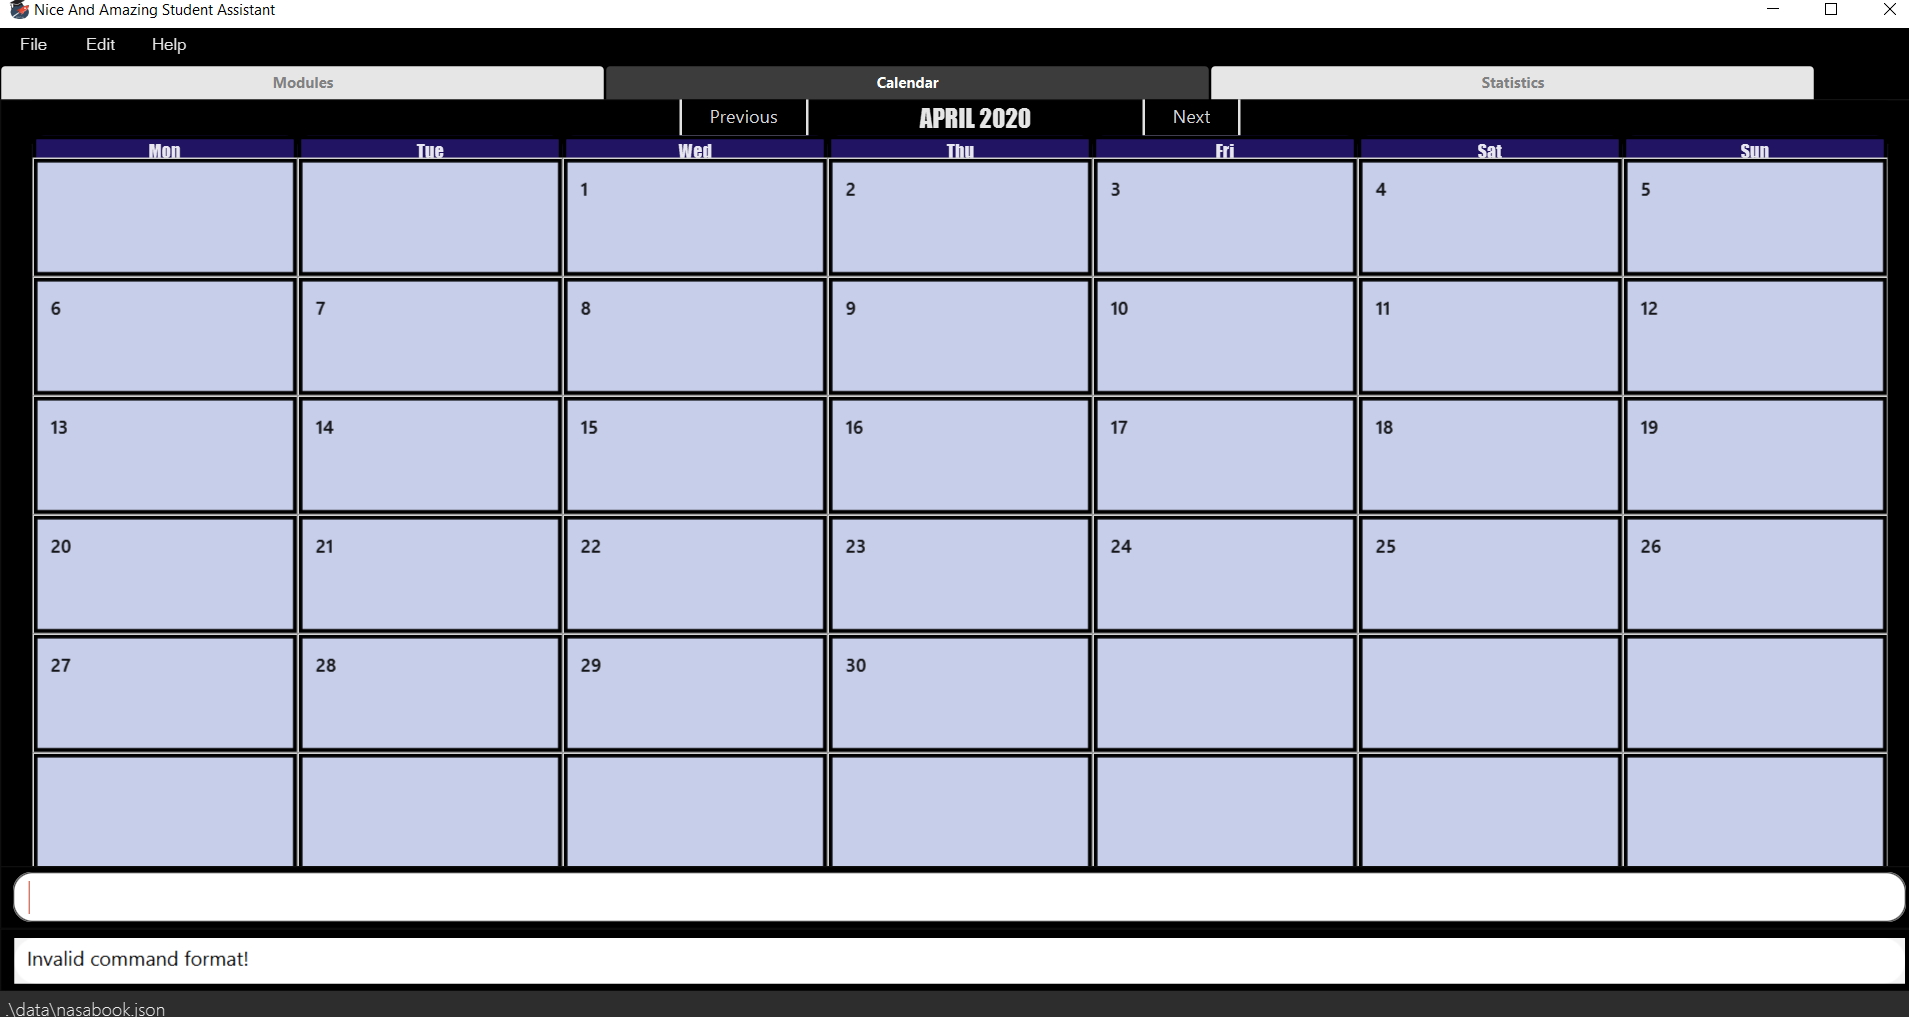 Nice And Amazing Student Assistant
File Edit Help
Modules Calendar Statistics
Previous APRIL 2020 Next
Mon Tue Wed Thu Fri Sat Sun
1 2 3 4 5
6 7 8 9 10 11 12
13 14 15 16 17 18 19
20 21 22 23 24 25 26
27 28 29 30
Invalid command format!
.\data\nasabook.json